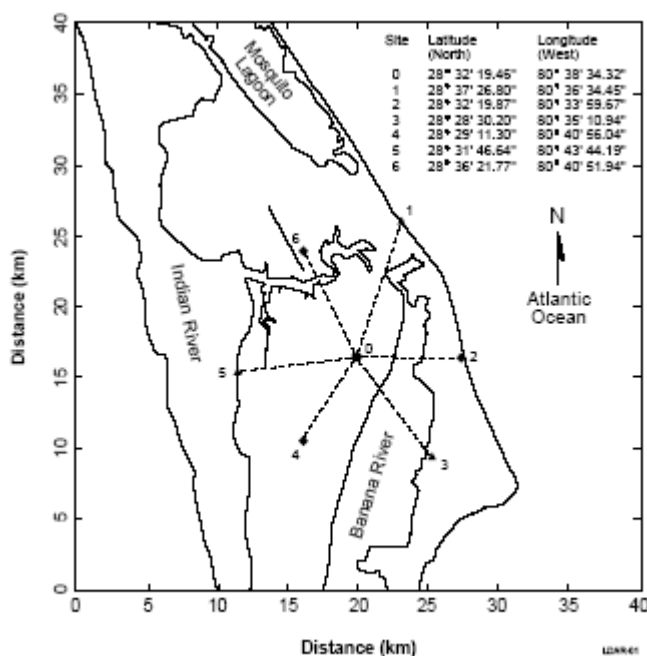 Site Latitude (North) Longitude (West)
0 28° 32' 19.46" 80° 38' 34.32"
1 28° 37' 26.80" 80° 36' 34.45"
2 28° 32' 19.87" 80° 33' 59.67"
3 28° 28' 30.20" 80° 35' 10.94"
4 28° 29' 11.30" 80° 40' 56.04"
5 28° 31' 46.64" 80° 43' 44.19"
6 28° 36' 21.77" 80° 40' 51.94"
Mosquito
Lagoon
N
Atlantic
Ocean
Indian River
Banana River
0
1
2
3
4
5
6
Distance (km)
40
35
30
25
20
15
10
5
0
0 5 10 15 20 25 30 35 40
Distance (km)
LDAR-01